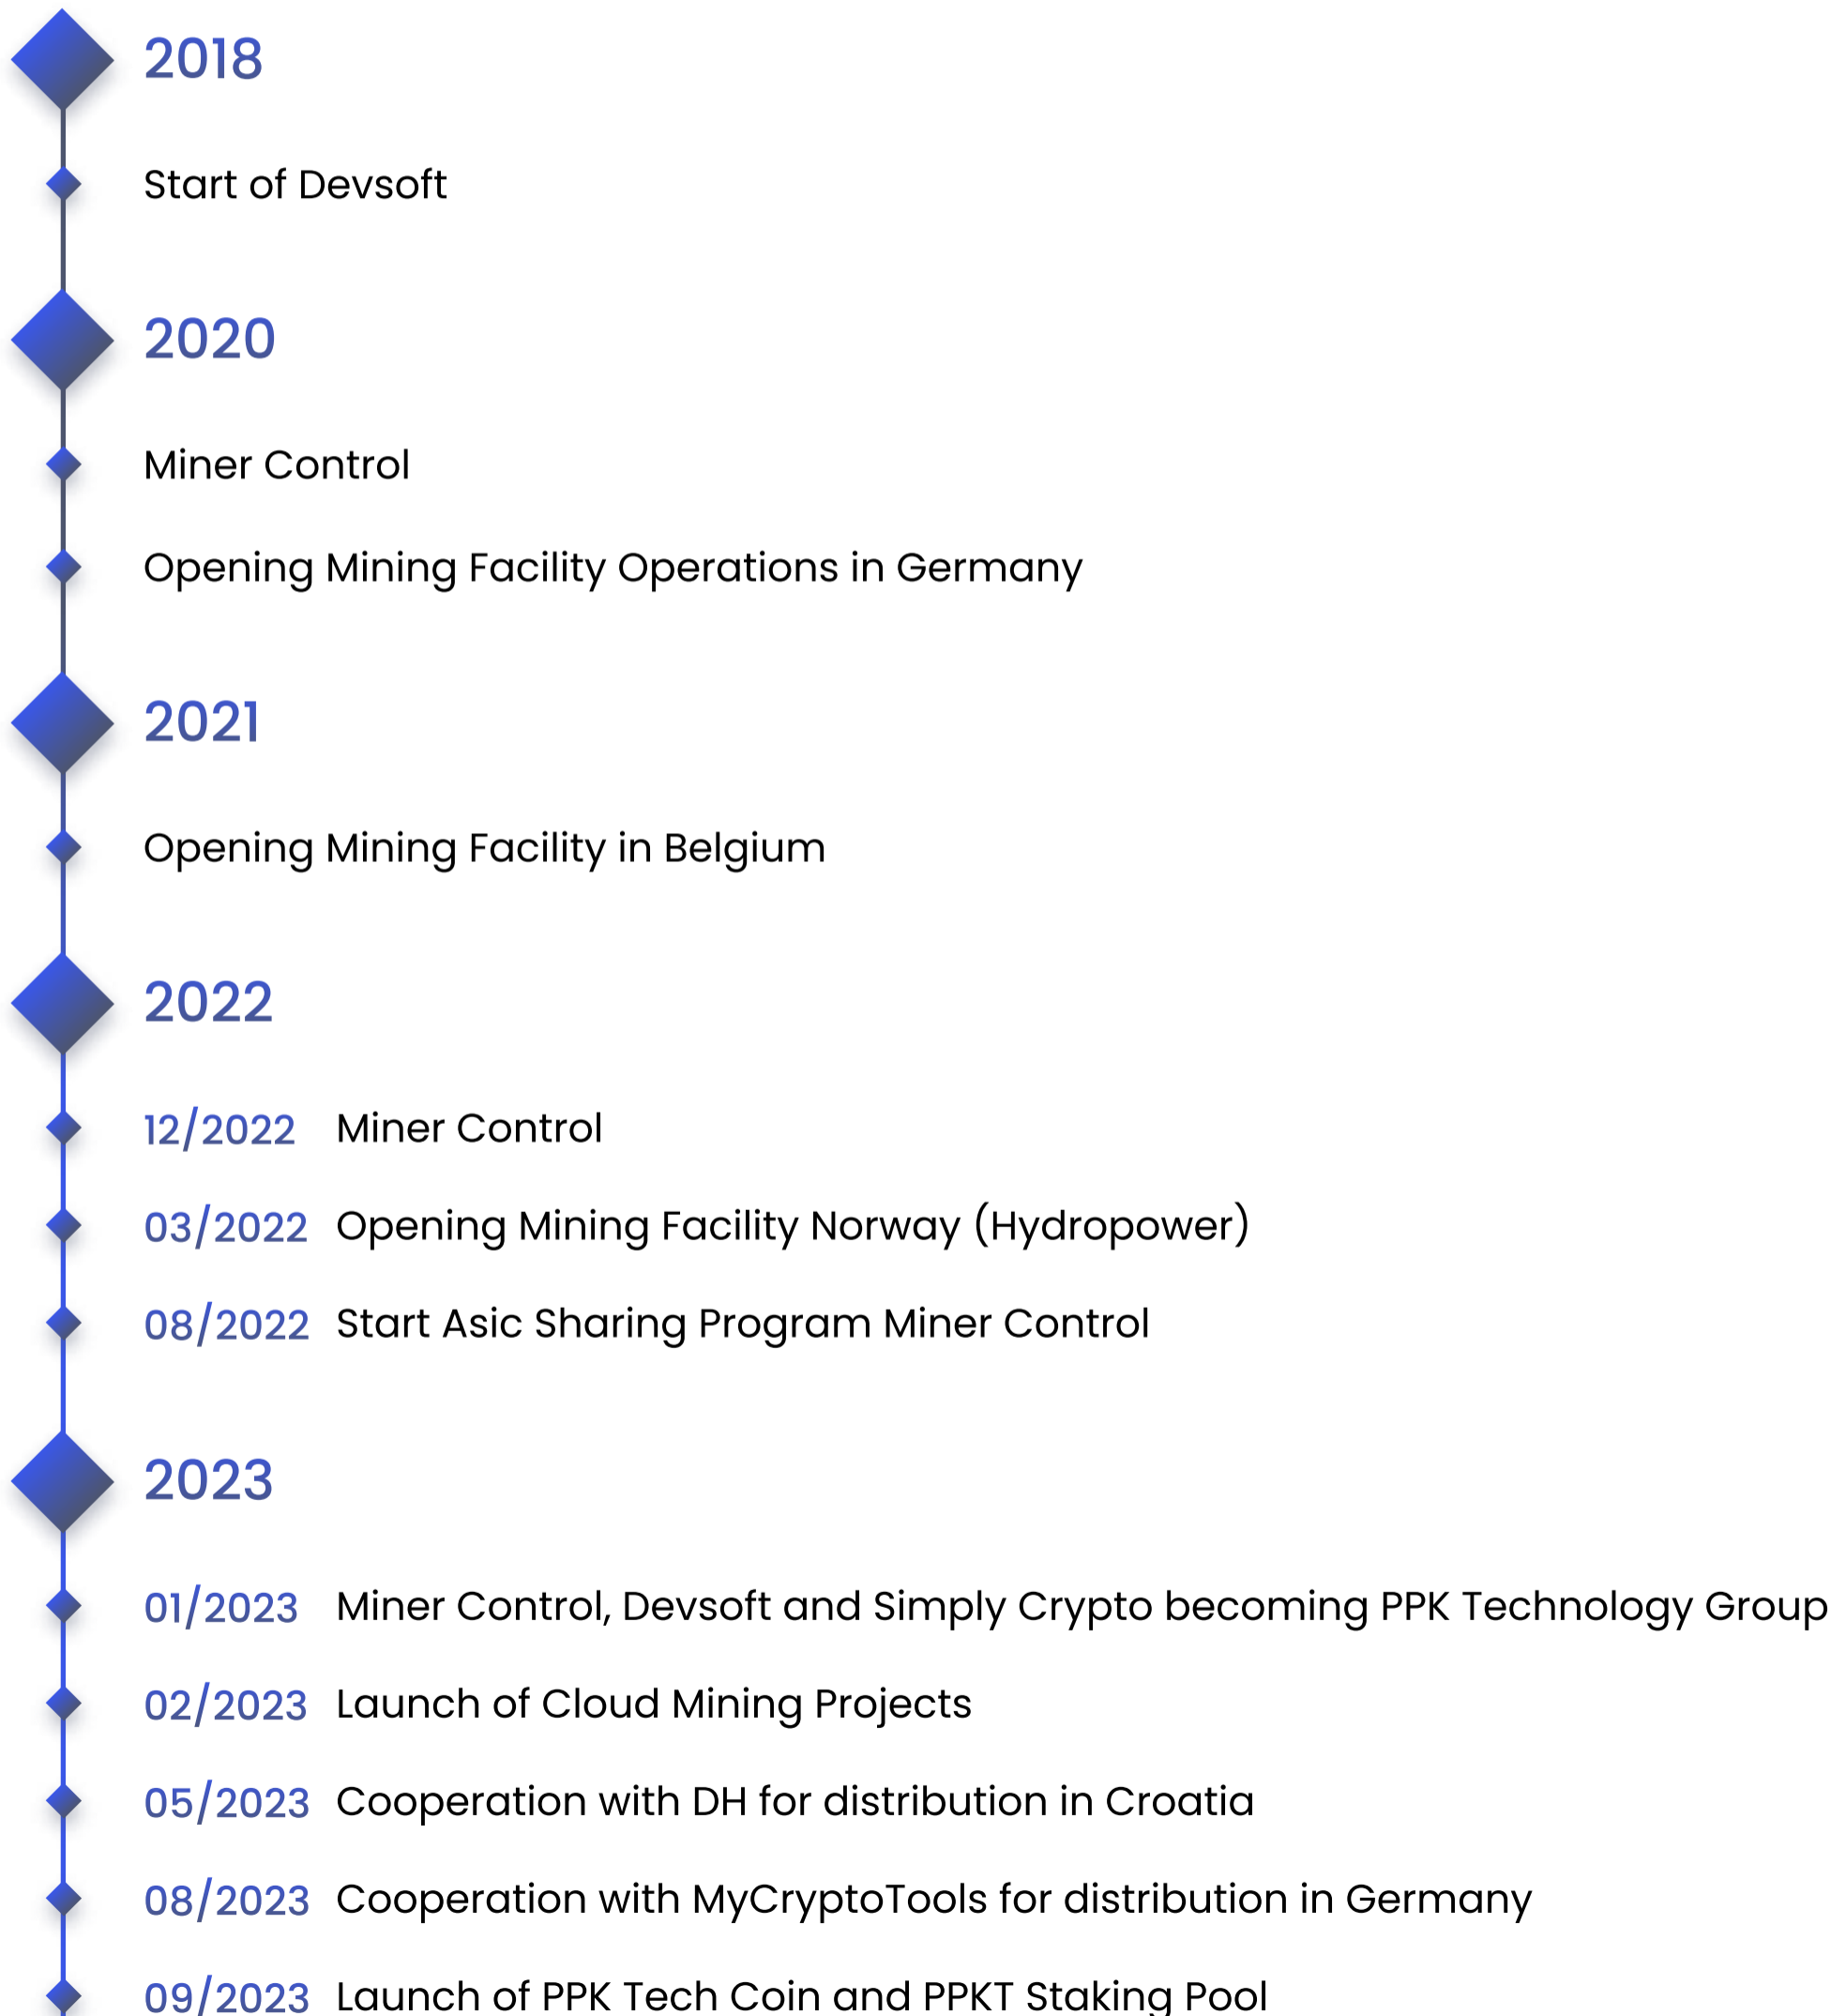 2018
Start of Devsoft
2020
Miner Control
Opening Mining Facility Operations in Germany
2021
Opening Mining Facility in Belgium
2022
12/2022 Miner Control
03/2022 Opening Mining Facility Norway (Hydropower)
08/2022 Start Asic Sharing Program Miner Control
2023
01/2023 Miner Control, Devsoft and Simply Crypto becoming PPK Technology Group
02/2023 Launch of Cloud Mining Projects
05/2023 Cooperation with DH for distribution in Croatia
08/2023 Cooperation with MyCryptoTools for distribution in Germany
09/2023 Launch of PPK Tech Coin and PPKT Staking Pool